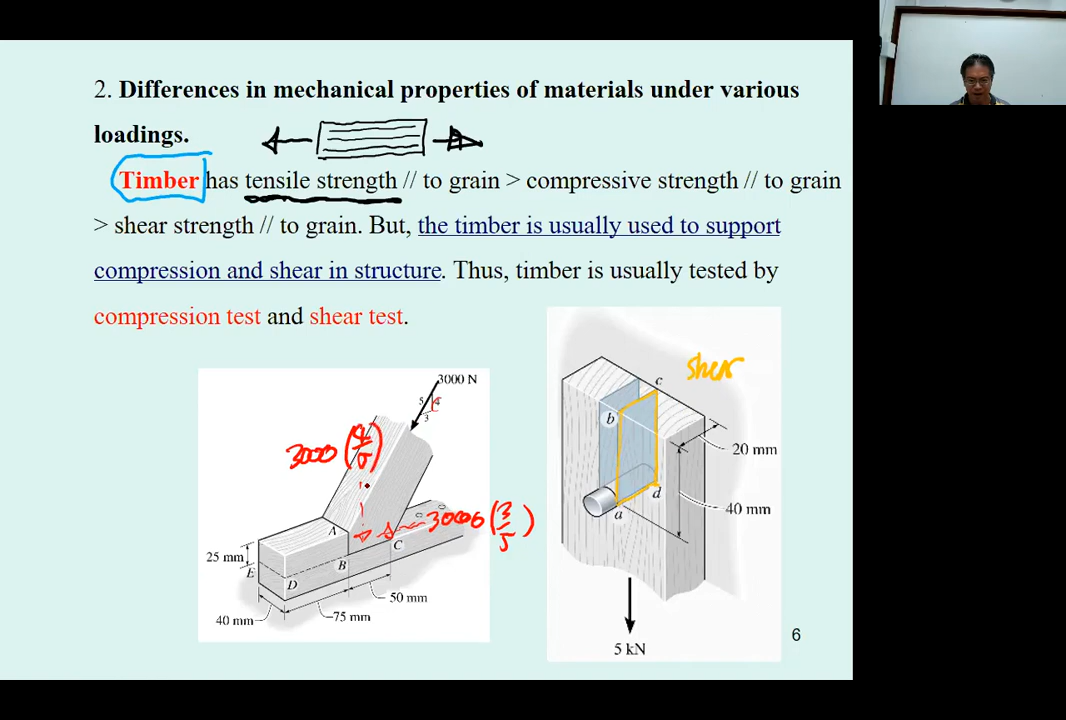 2. Differences in mechanical properties of materials under various
loadings.
Timber has tensile strength // to grain > compressive strength // to grain
> shear strength // to grain. But, the timber is usually used to support
compression and shear in structure. Thus, timber is usually tested by
compression test and shear test.
3000 N
5 4
3
3000 (4/5)
3000 (3/5)
A
C
B
25 mm
E
D
50 mm
75 mm
40 mm
shear
c
b
20 mm
d
a
40 mm
5 kN
6